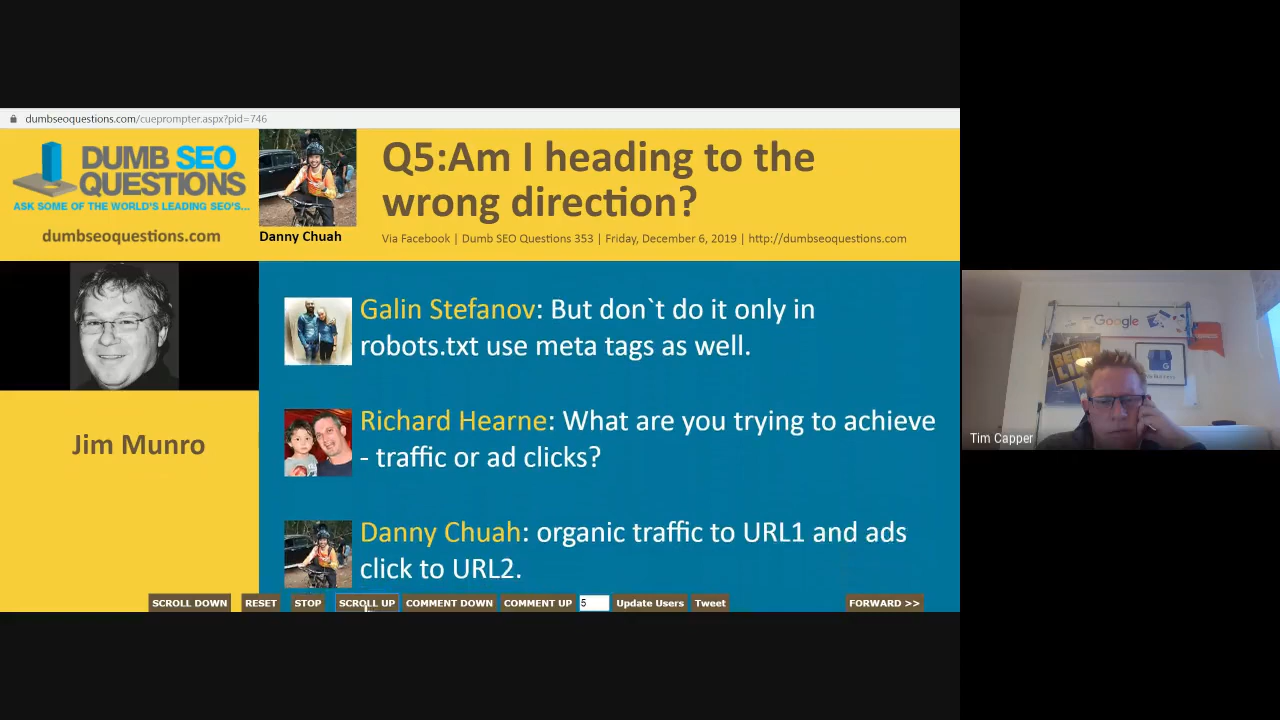 dumbseoquestions.com/cueprompter.aspx?pid=746
DUMB SEO
QUESTIONS
ASK SOME OF THE WORLD'S LEADING SEO'S...
dumbseoquestions.com
Danny Chuah
Q5:Am I heading to the
wrong direction?
Via Facebook | Dumb SEO Questions 353 | Friday, December 6, 2019 | http://dumbseoquestions.com
Jim Munro
Galin Stefanov: But don`t do it only in
robots.txt use meta tags as well.
Richard Hearne: What are you trying to achieve
- traffic or ad clicks?
Danny Chuah: organic traffic to URL1 and ads
click to URL2.
SCROLL DOWN RESET STOP SCROLL UP COMMENT DOWN COMMENT UP 5 Update Users Tweet FORWARD >>
Google
Tim Capper